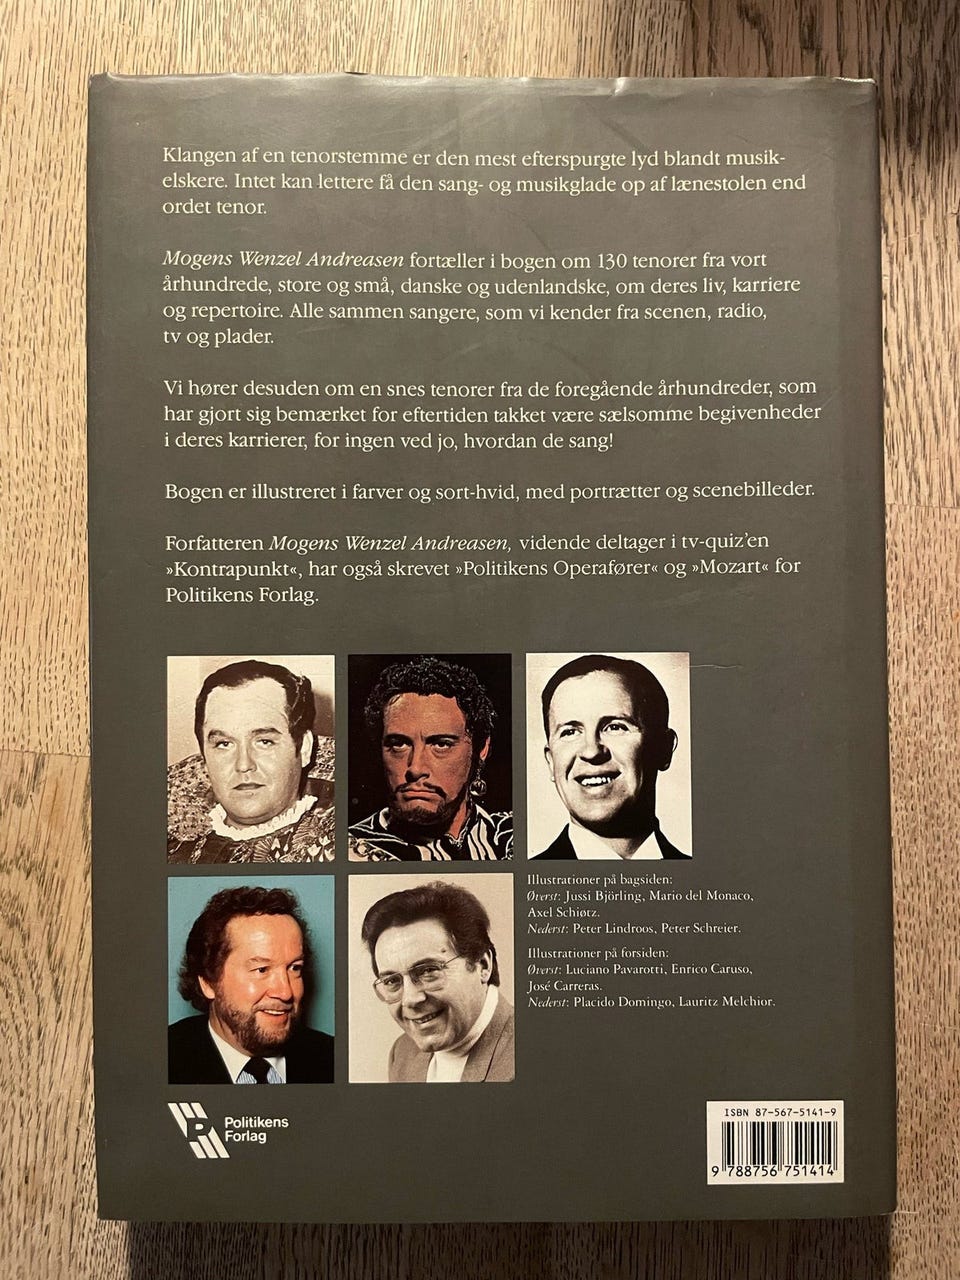 Klangen af en tenorstemme er den mest efterspurgte lyd blandt musik-
elskere. Intet kan lettere få den sang- og musikglade op af lænestolen end
ordet tenor.
Mogens Wenzel Andreasen fortæller i bogen om 130 tenorer fra vort
århundrede, store og små, danske og udenlandske, om deres liv, karriere
og repertoire. Alle sammen sangere, som vi kender fra scenen, radio,
tv og plader.
Vi hører desuden om en snes tenorer fra de foregående århundreder, som
har gjort sig bemærket for eftertiden takket være sælsomme begivenheder
i deres karrierer, for ingen ved jo, hvordan de sang!
Bogen er illustreret i farver og sort-hvid, med portrætter og scenebilleder.
Forfatteren Mogens Wenzel Andreasen, vidende deltager i tv-quiz'en
»Kontrapunkt«, har også skrevet »Politikens Operafører« og »Mozart« for
Politikens Forlag.
Illustrationer på bagsiden:
Øverst: Jussi Björling, Mario del Monaco,
Axel Schiøtz.
Nederst: Peter Lindroos, Peter Schreier.
Illustrationer på forsiden:
Øverst: Luciano Pavarotti, Enrico Caruso,
José Carreras.
Nederst: Placido Domingo, Lauritz Melchior.
P
Politikens
Forlag
ISBN 87-567-5141-9
9 788756 751414